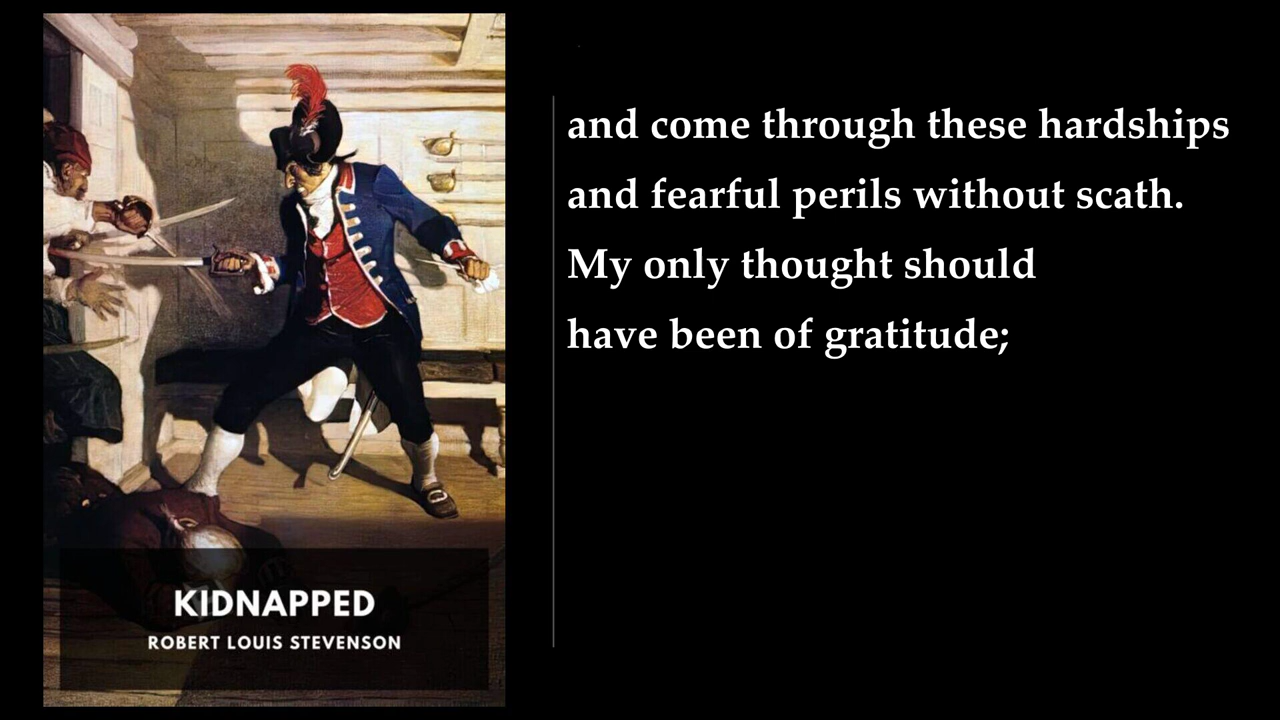 KIDNAPPED
ROBERT LOUIS STEVENSON
and come through these hardships
and fearful perils without scath.
My only thought should
have been of gratitude;